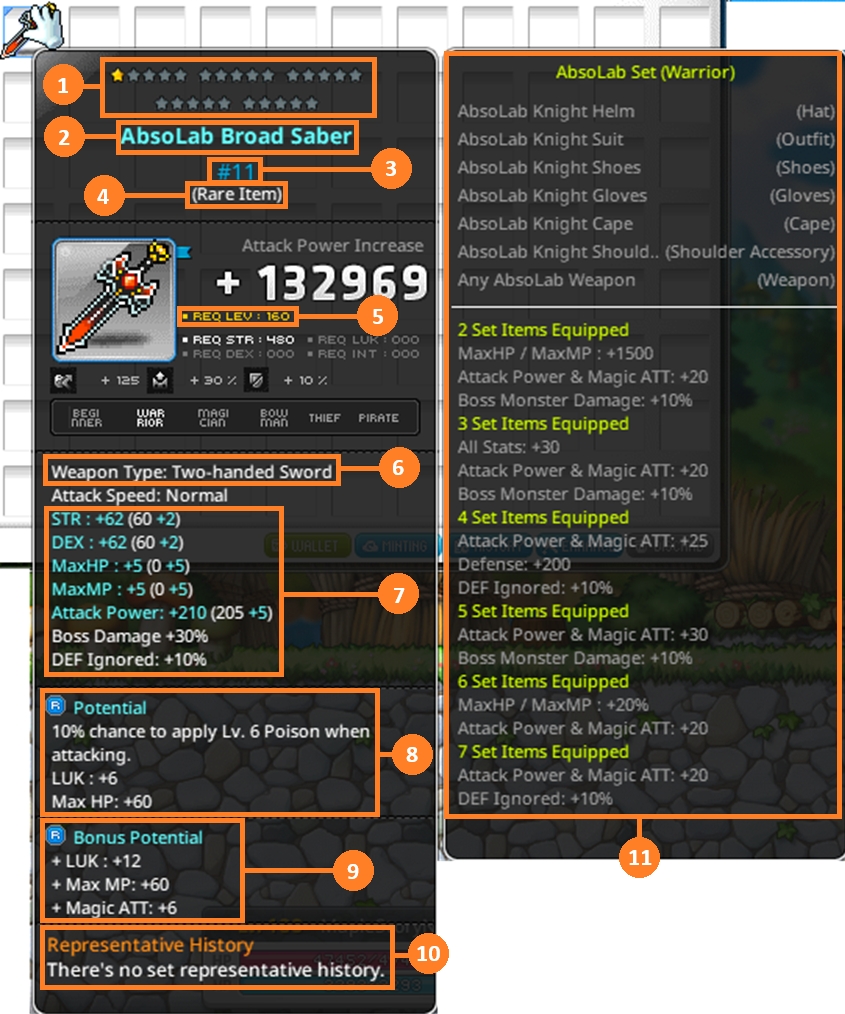 1
2
AbsoLab Broad Saber
#11
3
4
(Rare Item)
Attack Power Increase
+ 132969
REQ LEV : 160
5
REQ STR : 480 REQ LUK : 000
REQ DEX : 000 REQ INT : 000
+ 125 + 30 % + 10 %
BEGI
NNER WAR
RIOR MAGI
CIAN BOW
MAN THIEF PIRATE
Weapon Type: Two-handed Sword
6
Attack Speed: Normal
STR : +62 (60 +2)
DEX : +62 (60 +2)
MaxHP : +5 (0 +5)
MaxMP : +5 (0 +5)
7
Attack Power: +210 (205 +5)
Boss Damage +30%
DEF Ignored: +10%
R Potential
10% chance to apply Lv. 6 Poison when
attacking.
8
LUK : +6
Max HP: +60
R Bonus Potential
+ LUK : +12
9
+ Max MP: +60
+ Magic ATT: +6
Representative History
10
There's no set representative history.
WALLET
MINTING
AbsoLab Set (Warrior)
AbsoLab Knight Helm (Hat)
AbsoLab Knight Suit (Outfit)
AbsoLab Knight Shoes (Shoes)
AbsoLab Knight Gloves (Gloves)
AbsoLab Knight Cape (Cape)
AbsoLab Knight Should.. (Shoulder Accessory)
Any AbsoLab Weapon (Weapon)
2 Set Items Equipped
MaxHP / MaxMP : +1500
Attack Power & Magic ATT: +20
Boss Monster Damage: +10%
3 Set Items Equipped
All Stats: +30
Attack Power & Magic ATT: +20
Boss Monster Damage: +10%
4 Set Items Equipped
Attack Power & Magic ATT: +25
Defense: +200
DEF Ignored: +10%
5 Set Items Equipped
Attack Power & Magic ATT: +30
Boss Monster Damage: +10%
6 Set Items Equipped
MaxHP / MaxMP : +20%
Attack Power & Magic ATT: +20
7 Set Items Equipped
Attack Power & Magic ATT: +20
DEF Ignored: +10%
11